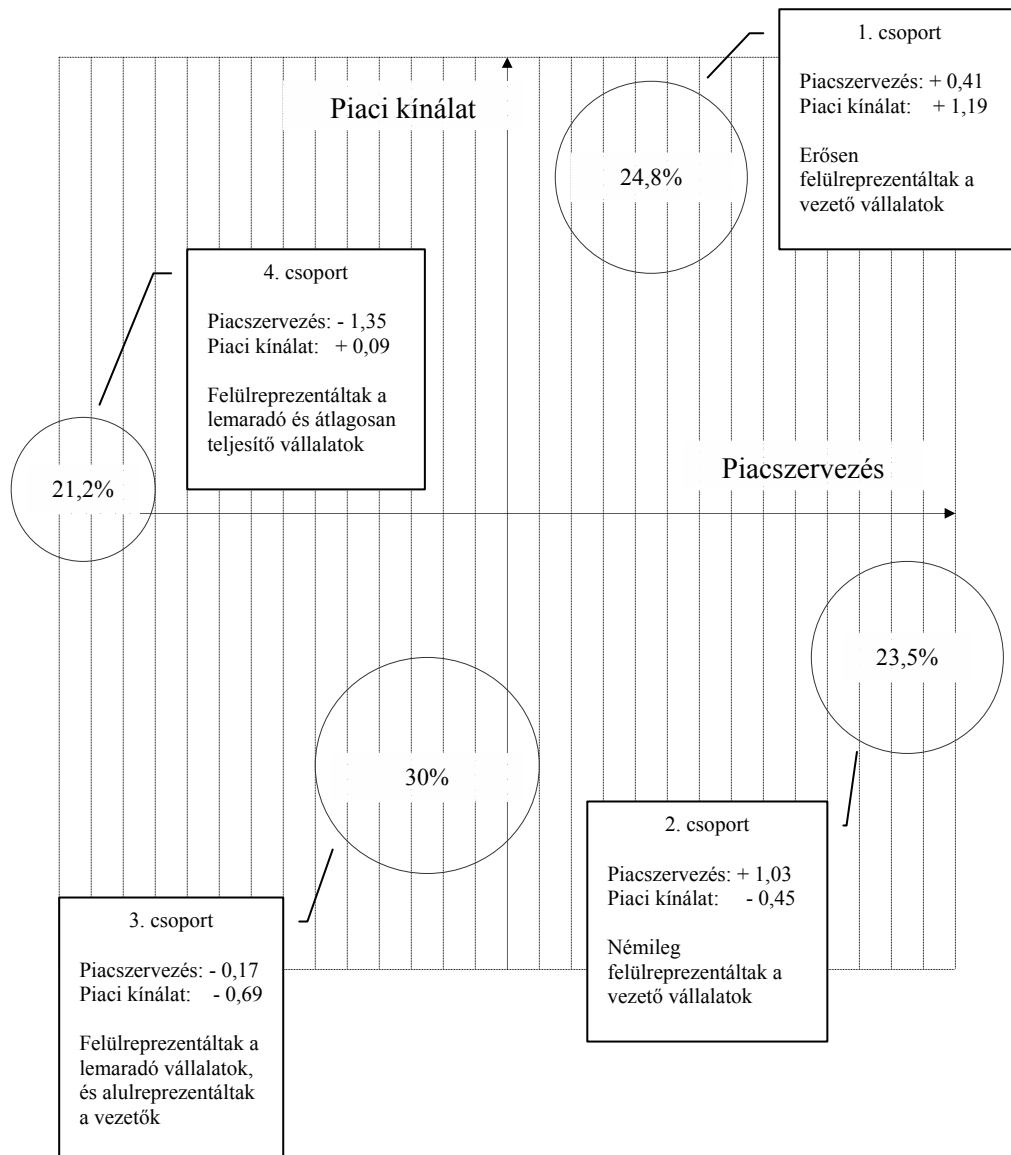 1. csoport
Piacszervezés: + 0,41
Piaci kínálat: + 1,19
Erősen
felülreprezentáltak a
vezető vállalatok
Piaci kínálat
24,8%
4. csoport
Piacszervezés: - 1,35
Piaci kínálat: + 0,09
Felülreprezentáltak a
lemaradó és átlagosan
teljesítő vállalatok
21,2%
Piacszervezés
23,5%
30%
2. csoport
Piacszervezés: + 1,03
Piaci kínálat: - 0,45
Némileg
felülreprezentáltak a
vezető vállalatok
3. csoport
Piacszervezés: - 0,17
Piaci kínálat: - 0,69
Felülreprezentáltak a
lemaradó vállalatok,
és alulreprezentáltak
a vezetők